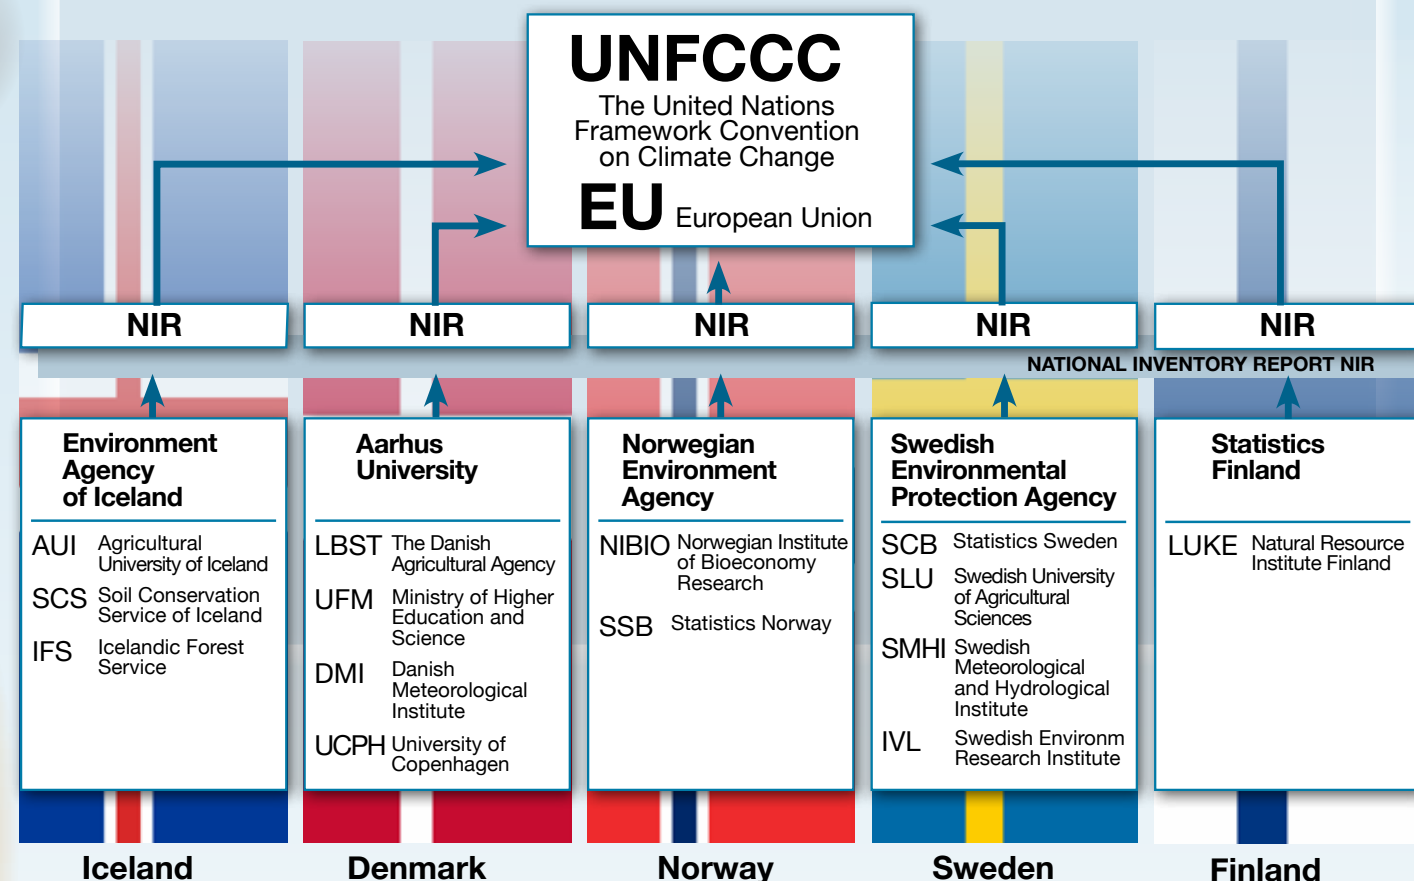 UNFCCC
The United Nations
Framework Convention
on Climate Change
EU European Union
NIR
NIR
NIR
NIR
NIR
NATIONAL INVENTORY REPORT NIR
Environment
Agency
of Iceland
AUI Agricultural
University of Iceland
SCS Soil Conservation
Service of Iceland
IFS Icelandic Forest
Service
Aarhus
University
LBST The Danish
Agricultural Agency
UFM Ministry of Higher
Education and
Science
DMI Danish
Meteorological
Institute
UCPH University of
Copenhagen
Norwegian
Environment
Agency
NIBIO Norwegian Institute
of Bioeconomy
Research
SSB Statistics Norway
Swedish
Environmental
Protection Agency
SCB Statistics Sweden
SLU Swedish University
of Agricultural
Sciences
SMHI Swedish
Meteorological
and Hydrological
Institute
IVL Swedish Environm
Research Institute
Statistics
Finland
LUKE Natural Resource
Institute Finland
Iceland
Denmark
Norway
Sweden
Finland